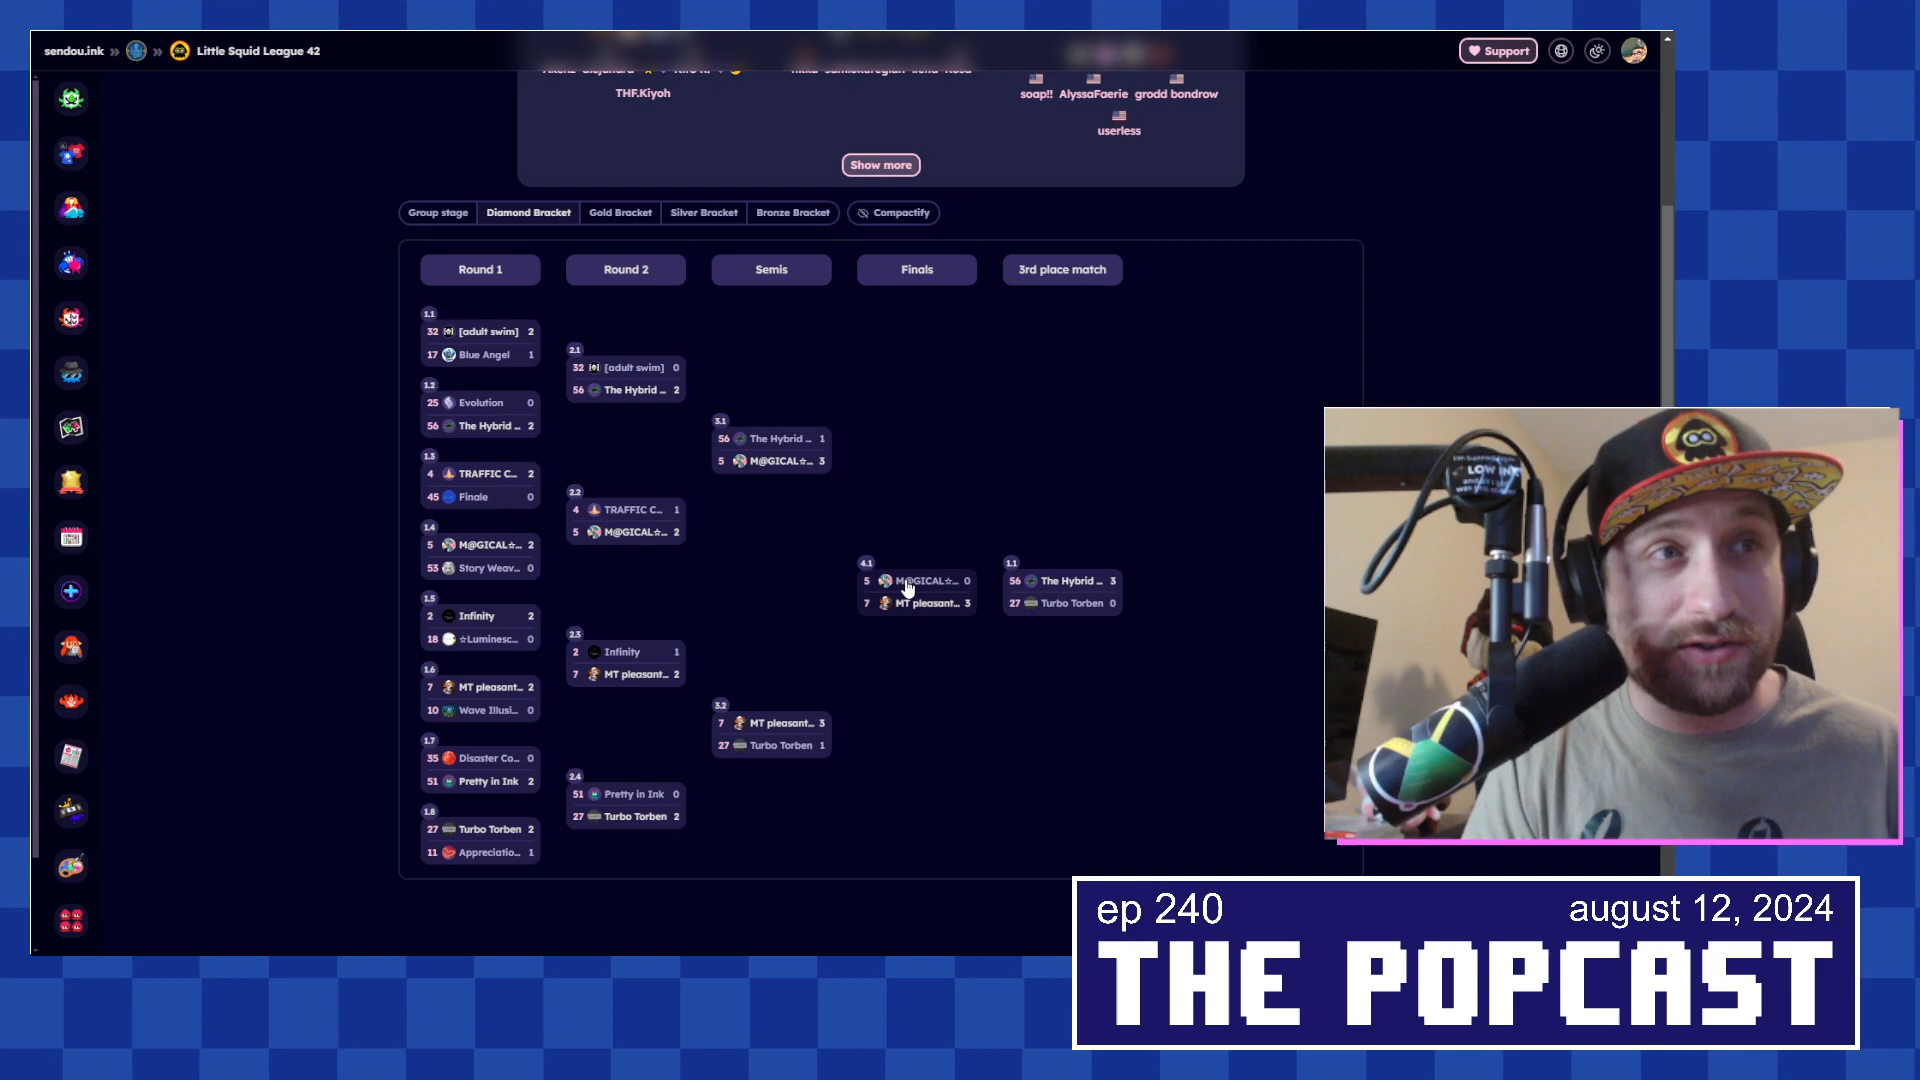 sendou.ink » » Little Squid League 42
Support
THF.Kiyoh
soap!! AlyssaFaerie grodd bondrow
userless
Show more
Group stage Diamond Bracket Gold Bracket Silver Bracket Bronze Bracket Compactify
Round 1 Round 2 Semis Finals 3rd place match
1.1
32 [adult swim] 2
17 Blue Angel 1
1.2
25 Evolution 0
56 The Hybrid ... 2
1.3
4 TRAFFIC C... 2
45 Finale 0
1.4
5 M@GICAL☆... 2
53 Story Weav... 0
1.5
2 Infinity 2
18 ☆Luminesc... 0
1.6
7 MT pleasant... 2
10 Wave Illusi... 0
1.7
35 Disaster Co... 0
51 Pretty in Ink 2
1.8
27 Turbo Torben 2
11 Appreciatio... 1
2.1
32 [adult swim] 0
56 The Hybrid ... 2
2.2
4 TRAFFIC C... 1
5 M@GICAL☆... 2
2.3
2 Infinity 1
7 MT pleasant... 2
2.4
51 Pretty in Ink 0
27 Turbo Torben 2
3.1
56 The Hybrid ... 1
5 M@GICAL☆... 3
3.2
7 MT pleasant... 3
27 Turbo Torben 1
4.1
5 M@GICAL☆... 0
7 MT pleasant... 3
1.1
56 The Hybrid ... 3
27 Turbo Torben 0
LOW INK
ep 240 august 12, 2024
THE POPCAST